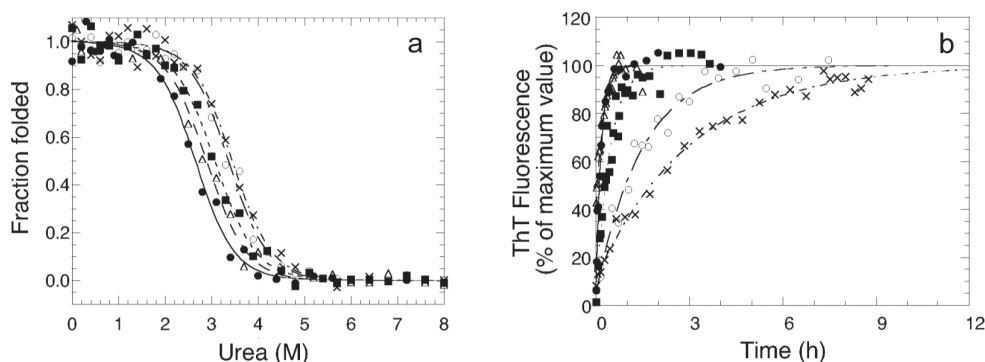 a
Fraction folded
1.0
0.8
0.6
0.4
0.2
0.0
0 1 2 3 4 5 6 7 8
Urea (M)
b
ThT Fluorescence
(% of maximum value)
120
100
80
60
40
20
0
0 3 6 9 12
Time (h)